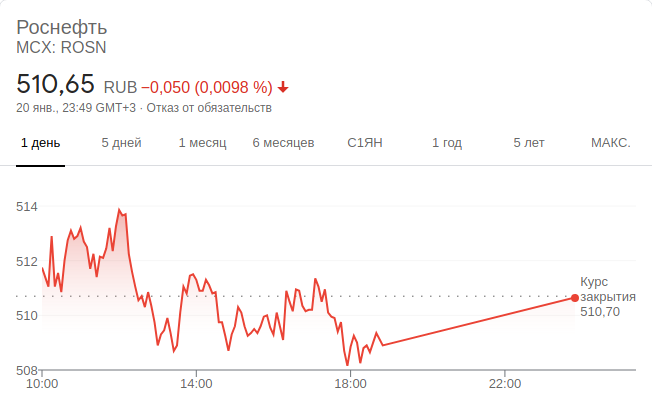 Роснефть
MCX: ROSN
510,65 RUB −0,050 (0,0098 %)
20 янв., 23:49 GMT+3 · Отказ от обязательств
1 день 5 дней 1 месяц 6 месяцев С1ЯН 1 год 5 лет МАКС.
514
512
510
508
Курс
закрытия
510,70
10:00 14:00 18:00 22:00